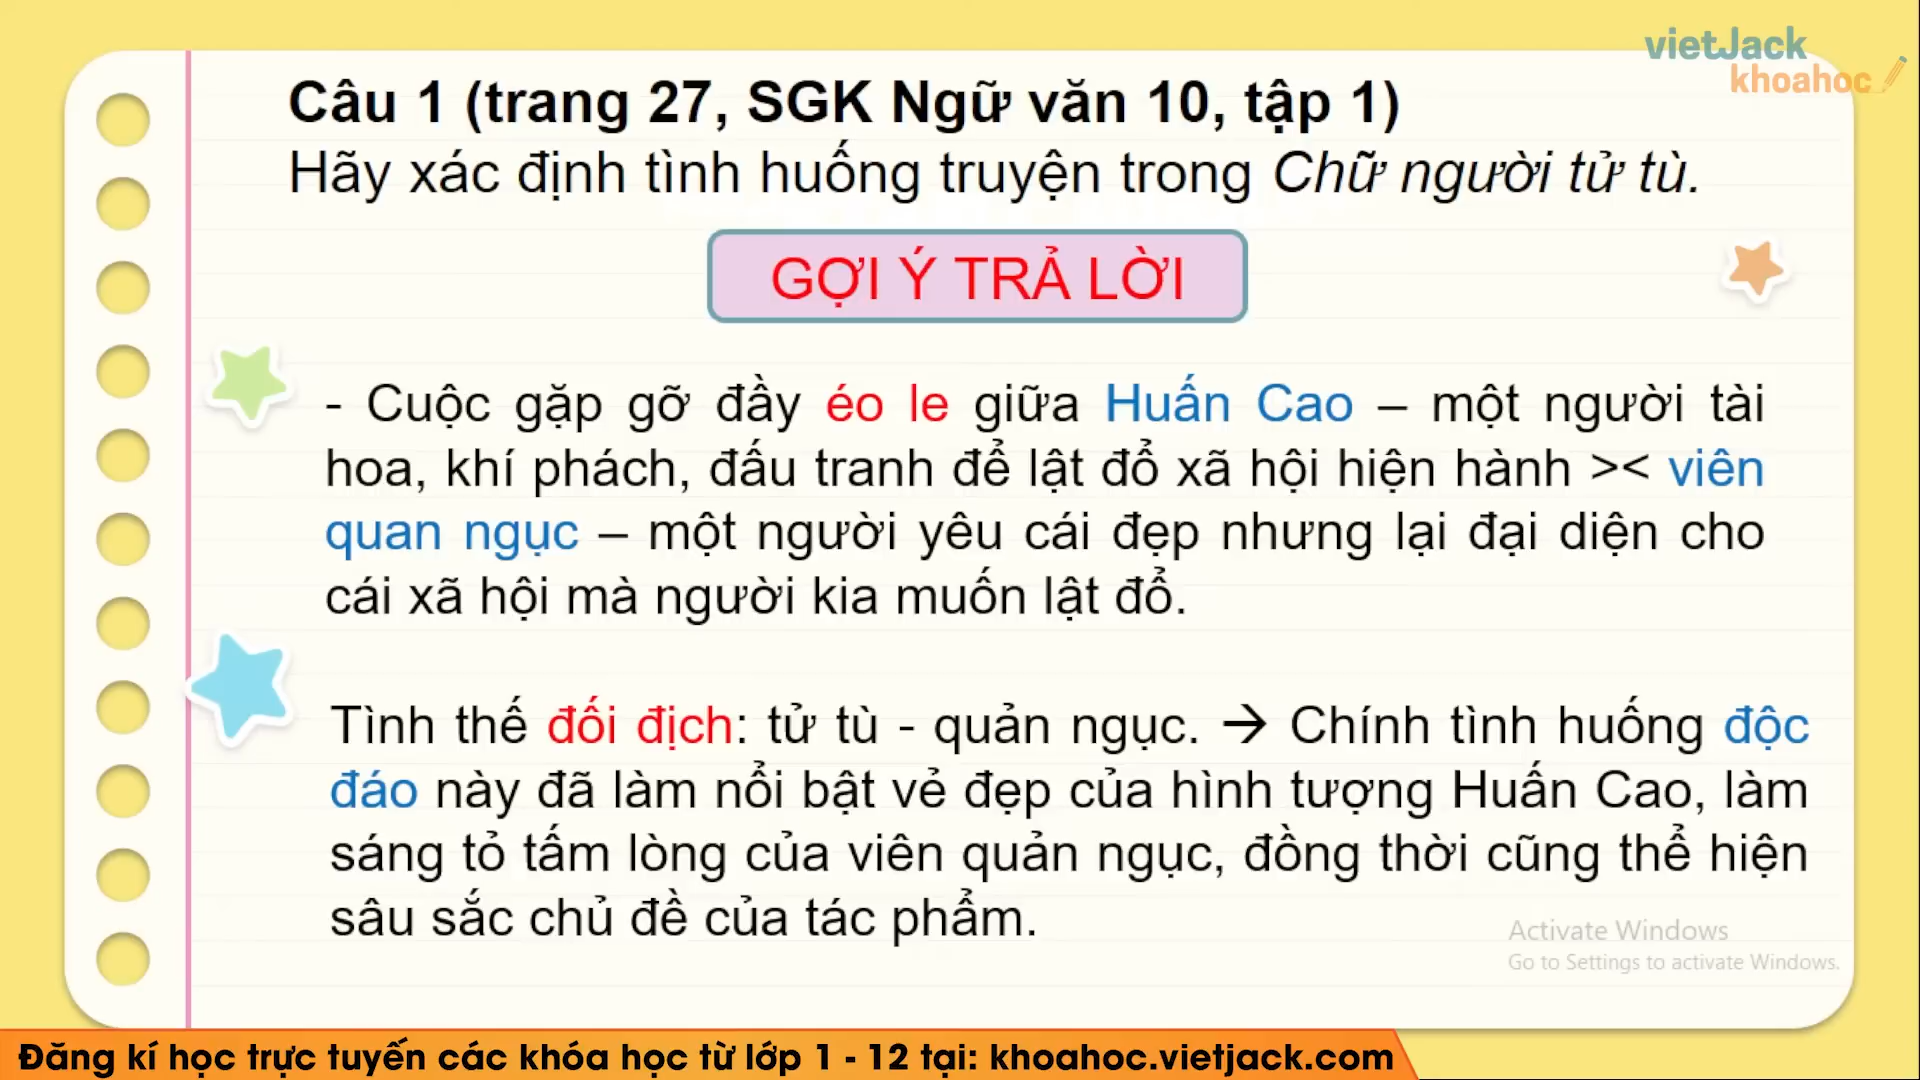 vietJack
khoahoc
Câu 1 (trang 27, SGK Ngữ văn 10, tập 1)
Hãy xác định tình huống truyện trong Chữ người tử tù.
GỢI Ý TRẢ LỜI
- Cuộc gặp gỡ đầy éo le giữa Huấn Cao – một người tài
hoa, khí phách, đấu tranh để lật đổ xã hội hiện hành >< viên
quan ngục – một người yêu cái đẹp nhưng lại đại diện cho
cái xã hội mà người kia muốn lật đổ.
Tình thế đối địch: tử tù - quản ngục. → Chính tình huống độc
đáo này đã làm nổi bật vẻ đẹp của hình tượng Huấn Cao, làm
sáng tỏ tấm lòng của viên quản ngục, đồng thời cũng thể hiện
sâu sắc chủ đề của tác phẩm.
Activate Windows
Go to Settings to activate Windows.
Đăng kí học trực tuyến các khóa học từ lớp 1 - 12 tại: khoahoc.vietjack.com